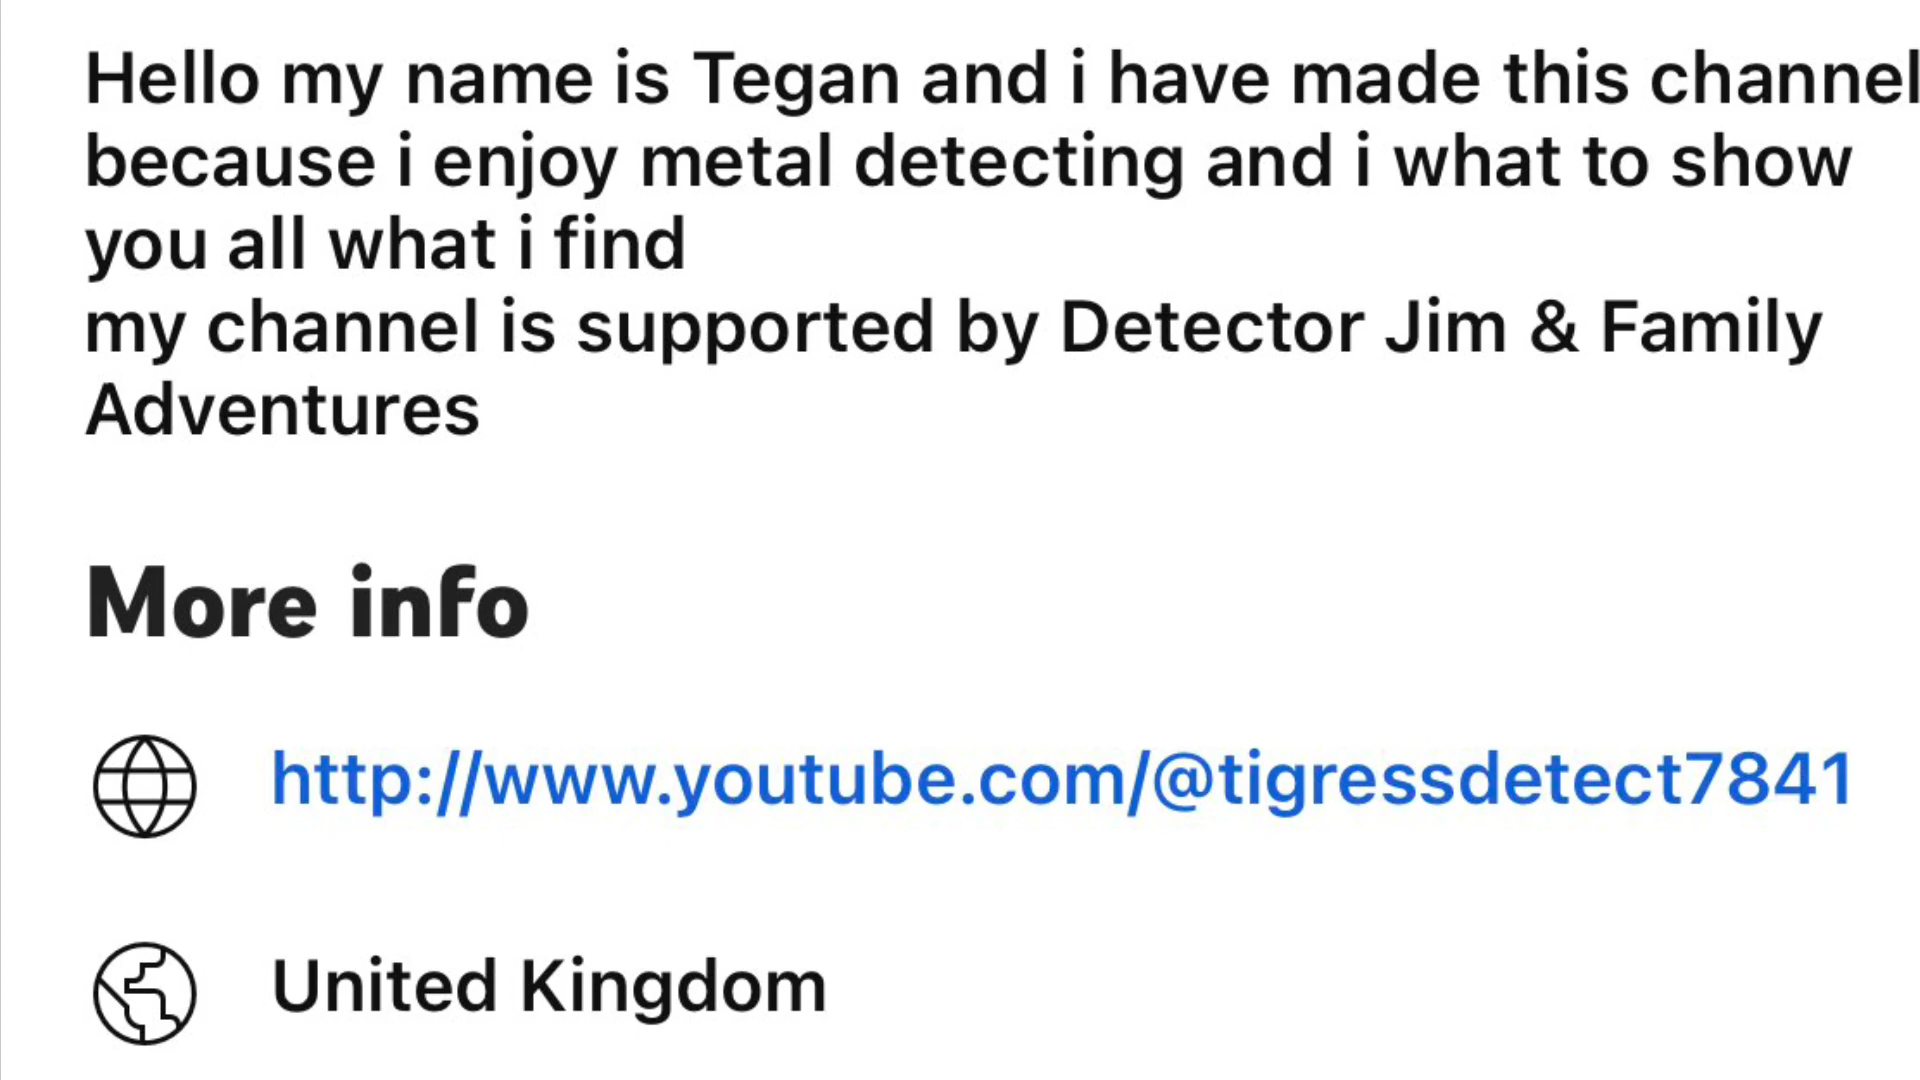 Hello my name is Tegan and i have made this channel
because i enjoy metal detecting and i what to show
you all what i find
my channel is supported by Detector Jim & Family
Adventures
More info
http://www.youtube.com/@tigressdetect7841
United Kingdom